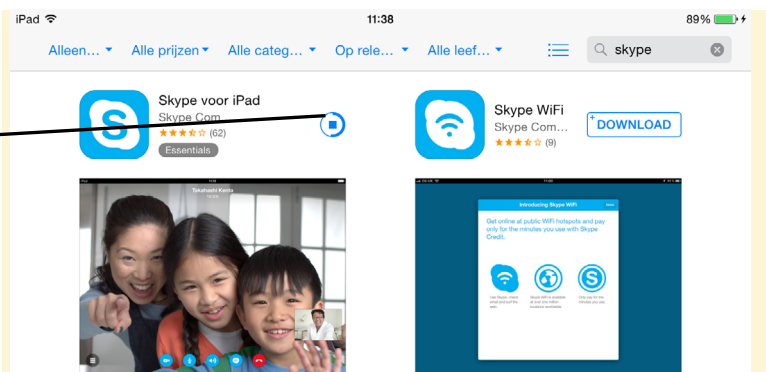 iPad 11:38 89%
Alleen... Alle prijzen Alle categ... Op rele... Alle leef... skype
Skype voor iPad
Skype Com
(62)
Essentials
Skype WiFi
Skype Com...
(9)
+DOWNLOAD
Takahashi Kenta
Introducing Skype WiFi
Get online at public WiFi hotspots and pay
only for the minutes you use with Skype
Credit.